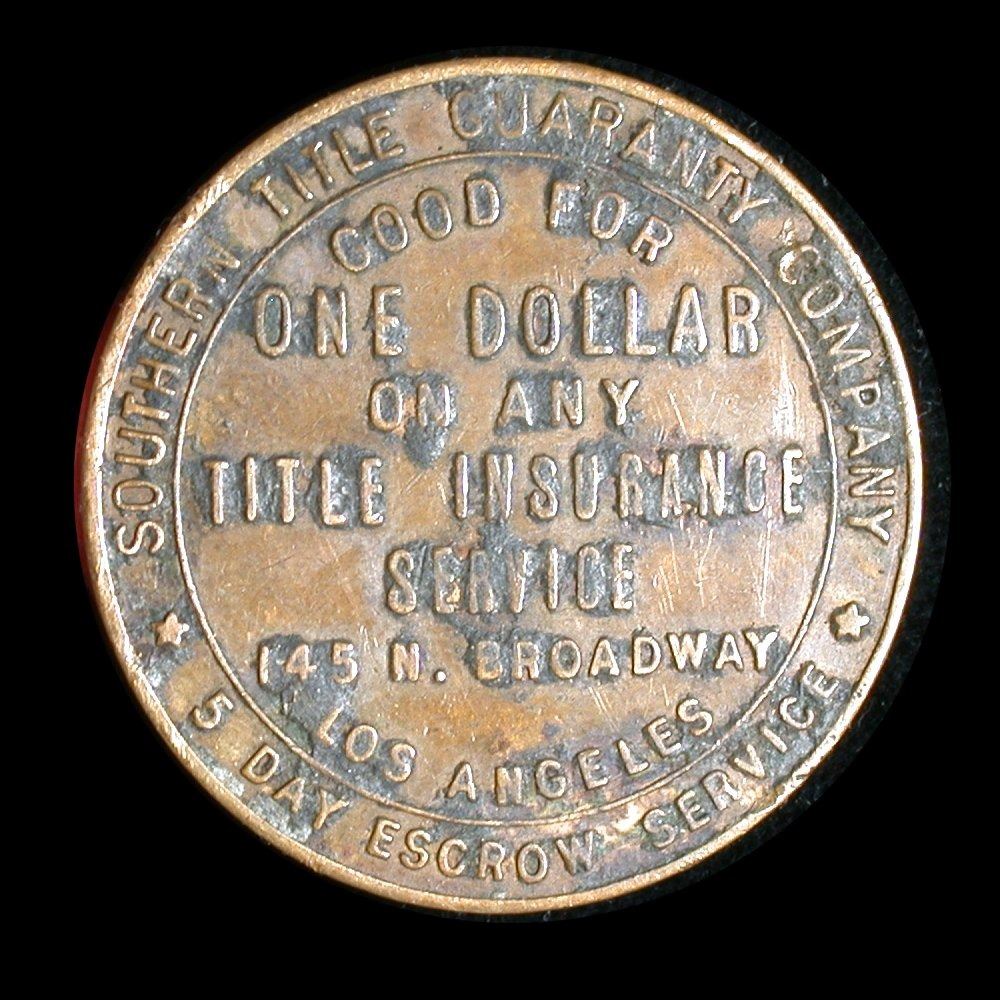 SOUTHERN TITLE GUARANTY COMPANY
GOOD FOR
ONE DOLLAR
ON ANY
TITLE INSURANCE
SERVICE
145 N. BROADWAY
LOS ANGELES
★ 5 DAY ESCROW SERVICE ★